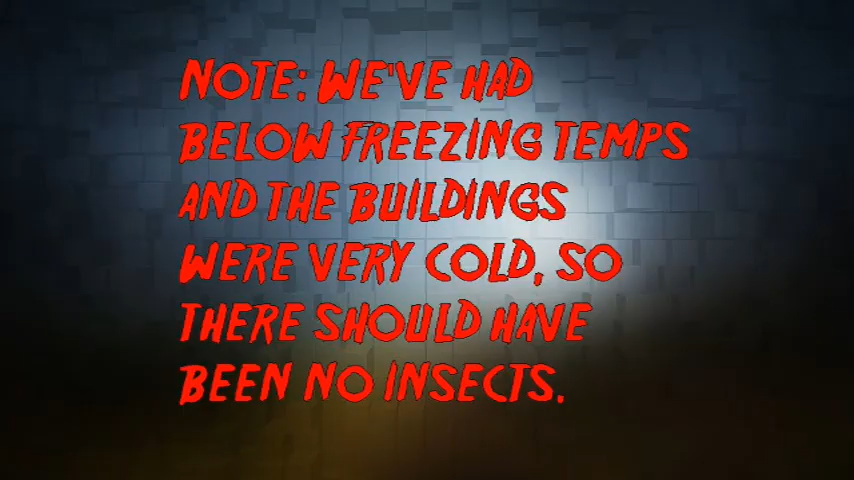 NOTE: WE'VE HAD
BELOW FREEZING TEMPS
AND THE BUILDINGS
WERE VERY COLD, SO
THERE SHOULD HAVE
BEEN NO INSECTS.